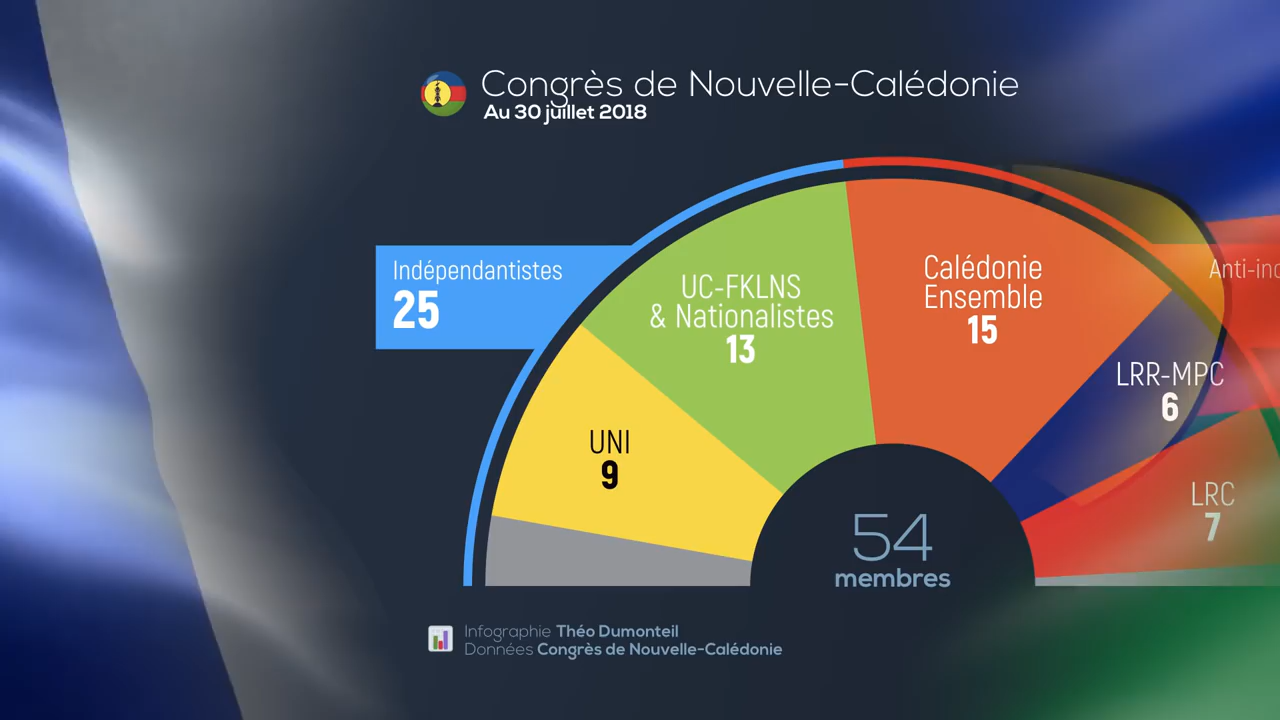 Congrès de Nouvelle-Calédonie
Au 30 juillet 2018
Indépendantistes
25
UC-FKLNS
& Nationalistes
13
Calédonie
Ensemble
15
LRR-MPC
6
UNI
9
LRC
7
54
membres
Infographie Théo Dumonteil
Données Congrès de Nouvelle-Calédonie